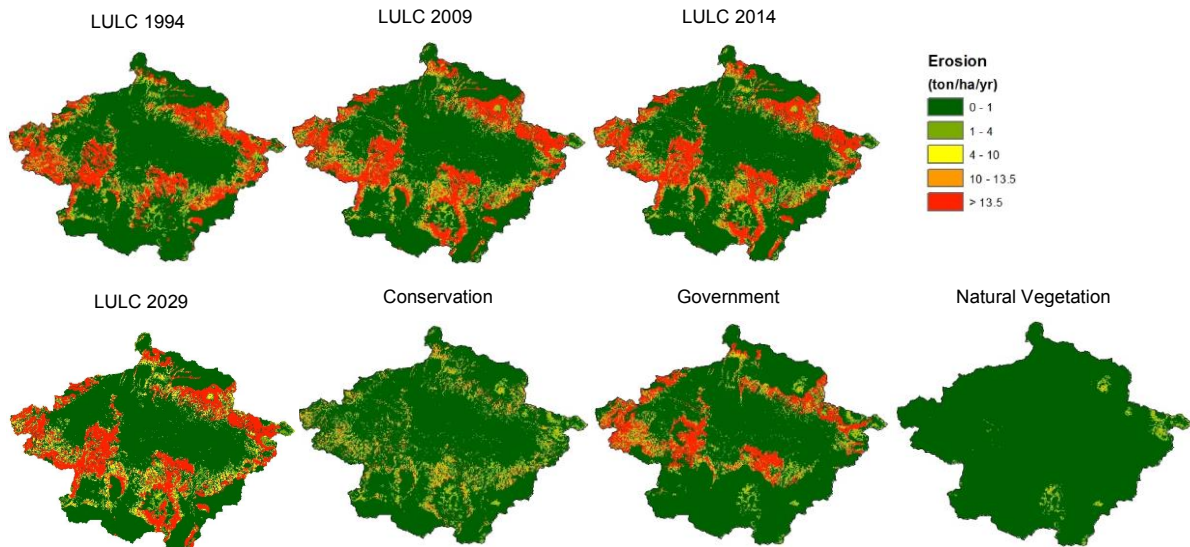 LULC 1994
LULC 2009
LULC 2014
Erosion
(ton/ha/yr)
0 - 1
1 - 4
4 - 10
10 - 13.5
> 13.5
LULC 2029
Conservation
Government
Natural Vegetation